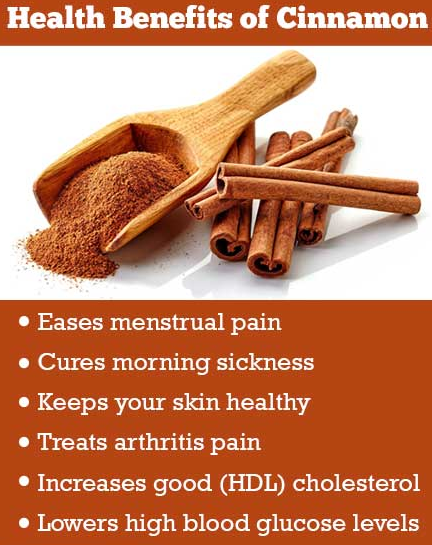 Health Benefits of Cinnamon
• Eases menstrual pain
• Cures morning sickness
• Keeps your skin healthy
• Treats arthritis pain
• Increases good (HDL) cholesterol
• Lowers high blood glucose levels